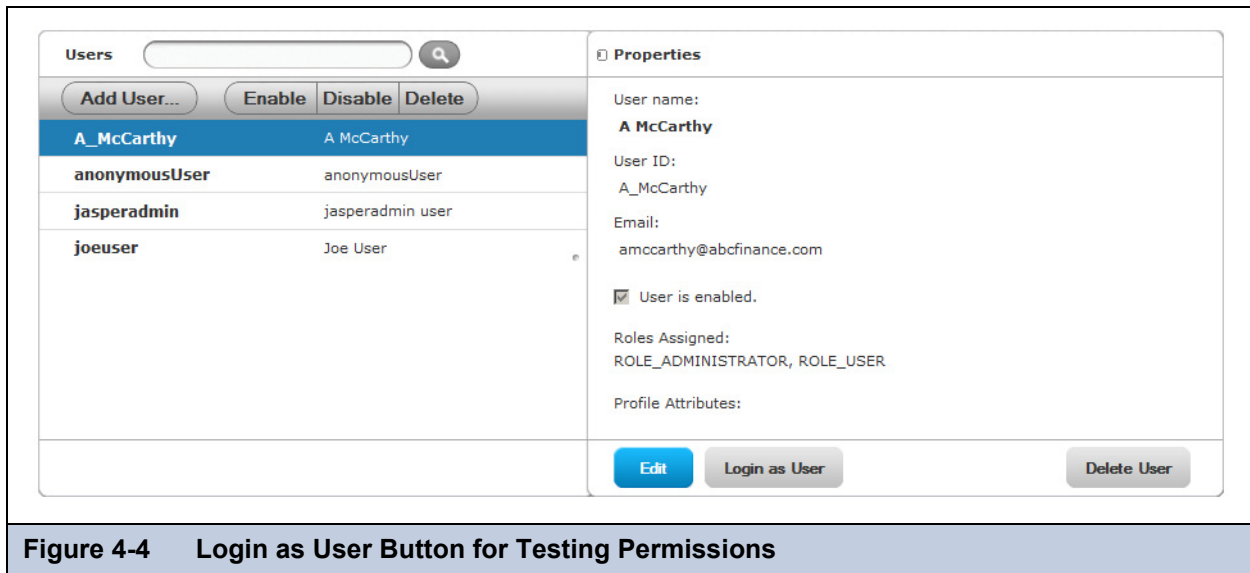 Users
Add User... Enable Disable Delete
A_McCarthy A McCarthy
anonymousUser anonymousUser
jasperadmin jasperadmin user
joeuser Joe User
Properties
User name:
A McCarthy
User ID:
A_McCarthy
Email:
amccarthy@abcfinance.com
User is enabled.
Roles Assigned:
ROLE_ADMINISTRATOR, ROLE_USER
Profile Attributes:
Edit Login as User Delete User
Figure 4-4 Login as User Button for Testing Permissions